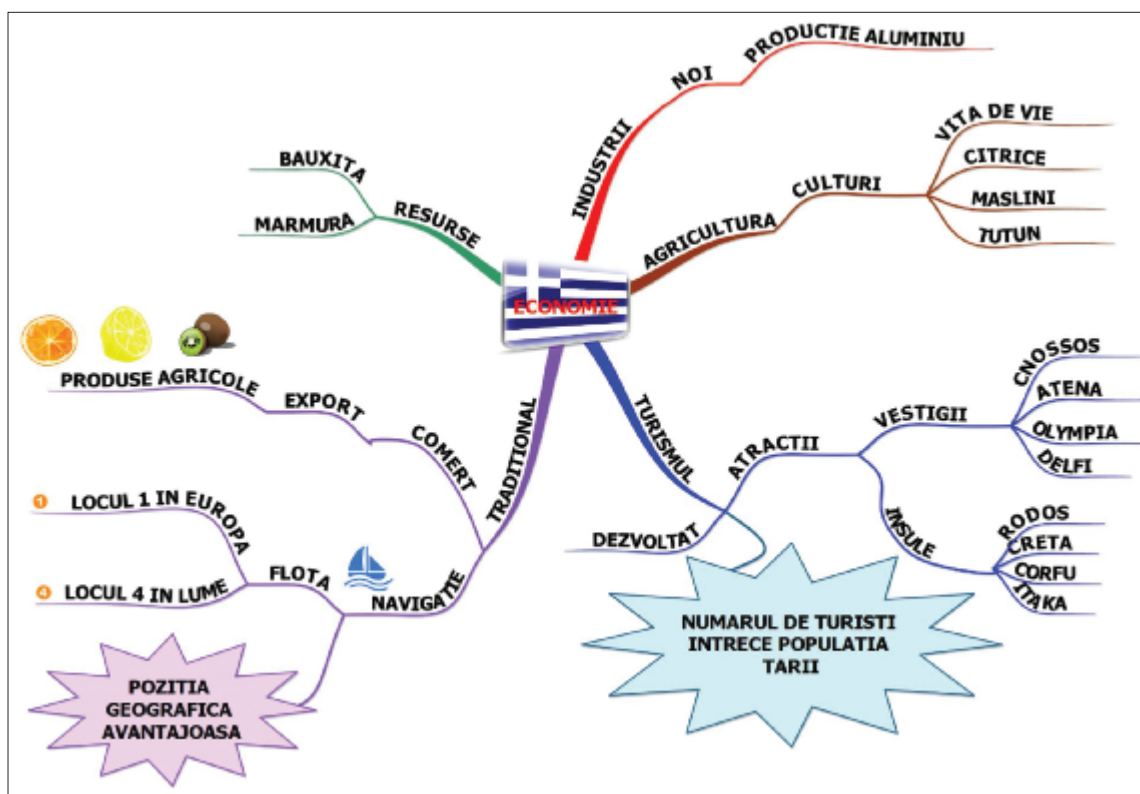 PRODUCTIE ALUMINIU
NOI
INDUSTRII
VITA DE VIE
CITRICE
MASLINI
TUTUN
CULTURI
AGRICULTURA
BAUXITA
MARMURA
RESURSE
ECONOMIE
PRODUSE AGRICOLE
EXPORT
COMERT
TRADITIONAL
1 LOCUL 1 IN EUROPA
4 LOCUL 4 IN LUME
FLOTA
NAVIGATIE
POZITIA
GEOGRAFICA
AVANTAJOASA
TURISMUL
DEZVOLTAT
ATRACTII
VESTIGII
CNOSSOS
ATENA
OLYMPIA
DELFI
INSULE
RODOS
CRETA
CORFU
ITAKA
NUMARUL DE TURISTI
INTRECE POPULATIA
TARII